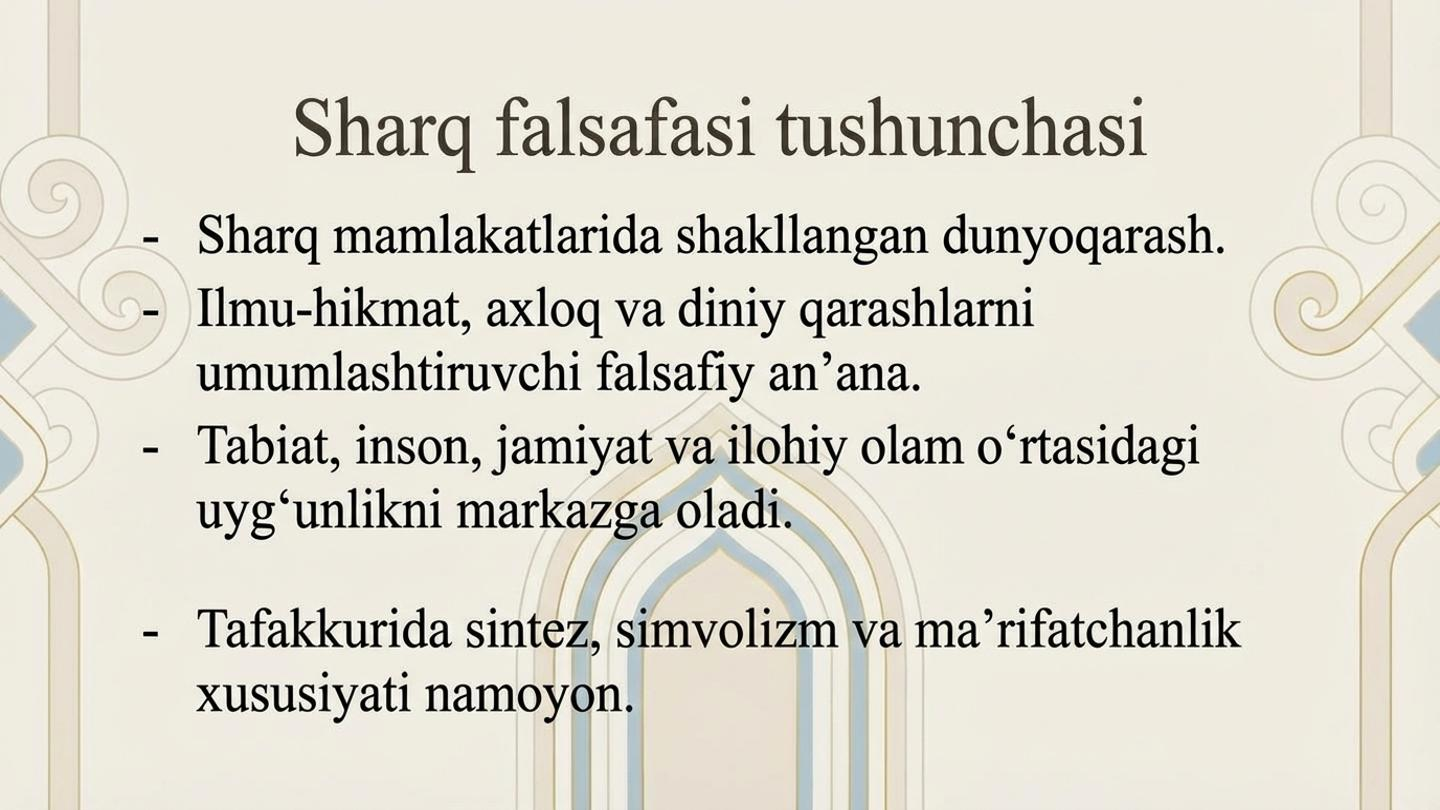 Sharq falsafasi tushunchasi
- Sharq mamlakatlarida shakllangan dunyoqarash.
- Ilmu-hikmat, axloq va diniy qarashlarni
umumlashtiruvchi falsafiy an’ana.
- Tabiat, inson, jamiyat va ilohiy olam o‘rtasidagi
uyg‘unlikni markazga oladi.
- Tafakkurida sintez, simvolizm va ma’rifatchanlik
xususiyati namoyon.